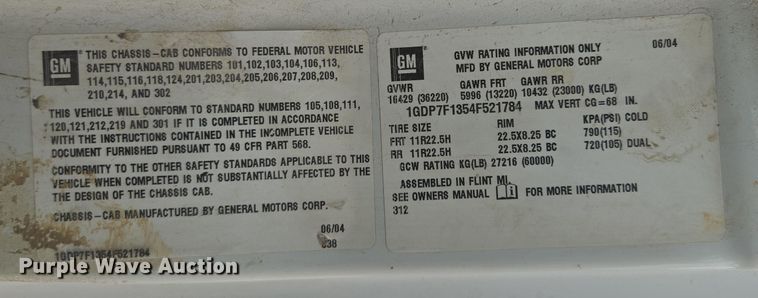 GM
THIS CHASSIS-CAB CONFORMS TO FEDERAL MOTOR VEHICLE
SAFETY STANDARD NUMBERS 101,102,103,104,106,113,
114,115,116,118,124,201,203,204,205,206,207,208,209,
210,214, AND 302
THIS VEHICLE WILL CONFORM TO STANDARD NUMBERS 105,108,111,
120,121,212,219 AND 301 IF IT IS COMPLETED IN ACCORDANCE
WITH THE INSTRUCTIONS CONTAINED IN THE INCOMPLETE VEHICLE
DOCUMENT FURNISHED PURSUANT TO 49 CFR PART 568.
CONFORMITY TO THE OTHER SAFETY STANDARDS APPLICABLE TO THIS
VEHICLE WHEN COMPLETED IS NOT SUBSTANTIALLY AFFECTED BY THE
THE DESIGN OF THE CHASSIS CAB.
CHASSIS-CAB MANUFACTURED BY GENERAL MOTORS CORP.
06/04
1GDP7F1354F521784
038
GM
GVW RATING INFORMATION ONLY 06/04
MFD BY GENERAL MOTORS CORP
GVWR GAWR FRT GAWR RR
16429 (36220) 5996 (13220) 10432 (23000) KG(LB)
1GDP7F1354F521784 MAX VERT CG=68 IN.
TIRE SIZE RIM KPA(PSI) COLD
FRT 11R22.5H 22.5X8.25 BC 790(115)
RR 11R22.5H 22.5X8.25 BC 720(105) DUAL
GCW RATING KG(LB) 27216 (60000)
ASSEMBLED IN FLINT MI.
SEE OWNERS MANUAL FOR MORE INFORMATION
312
Purple Wave Auction